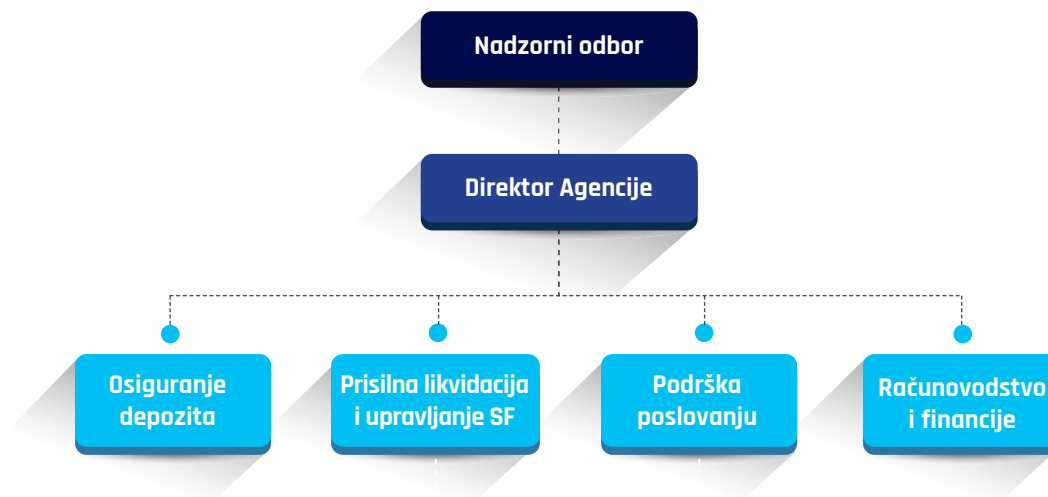 Nadzorni odbor
Direktor Agencije
Osiguranje
depozita
Prisilna likvidacija
i upravljanje SF
Podrška
poslovanju
Računovodstvo
i financije